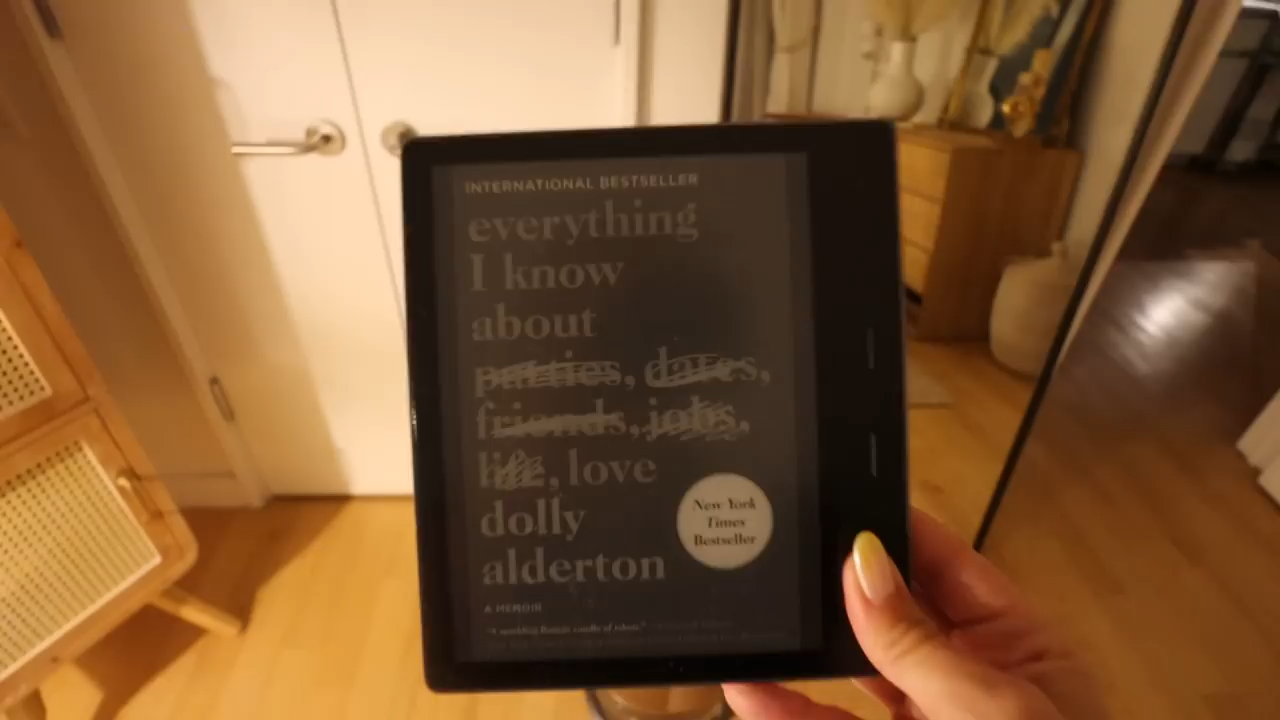 INTERNATIONAL BESTSELLER
everything
I know
about
parties, dates,
friends, jobs,
life, love
dolly
alderton
New York
Times
Bestseller
A MEMOIR